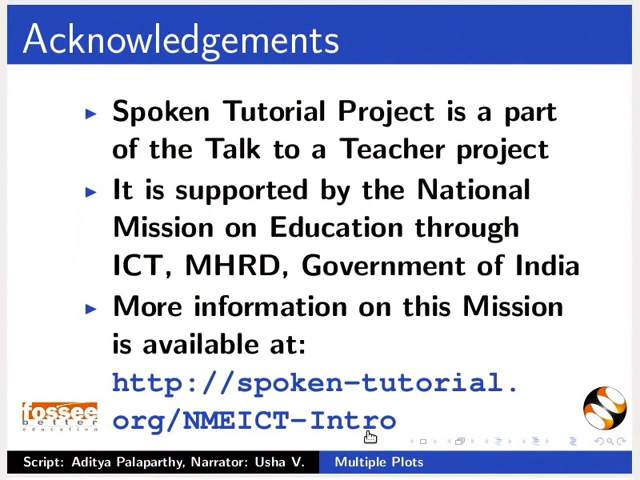 Acknowledgements
Spoken Tutorial Project is a part
of the Talk to a Teacher project
It is supported by the National
Mission on Education through
ICT, MHRD, Government of India
More information on this Mission
is available at:
http://spoken-tutorial.
org/NMEICT-Intro
fossee
better
education
Script: Aditya Palaparthy, Narrator: Usha V.
Multiple Plots